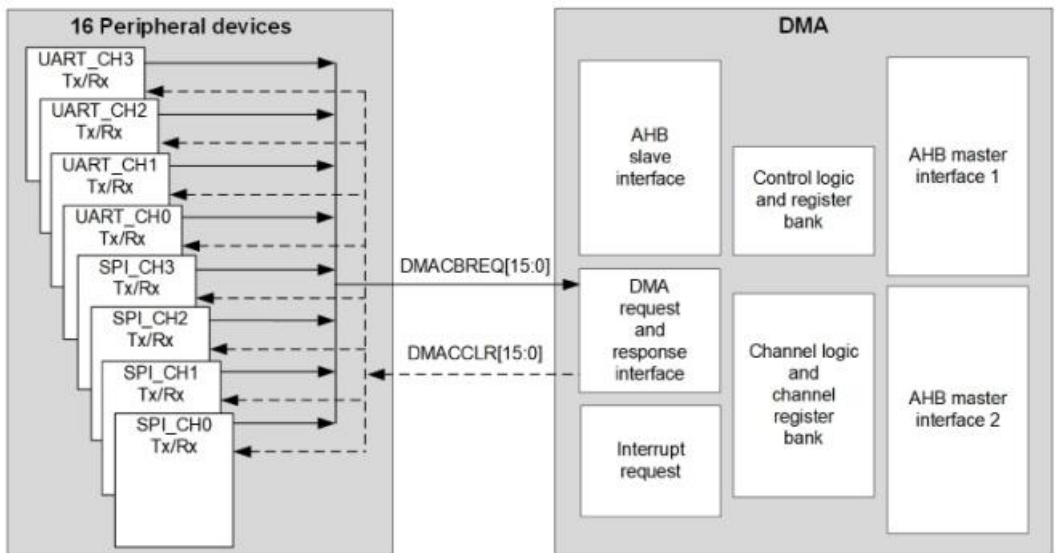 16 Peripheral devices
UART_CH3
Tx/Rx
UART_CH2
Tx/Rx
UART_CH1
Tx/Rx
UART_CH0
Tx/Rx
SPI_CH3
Tx/Rx
SPI_CH2
Tx/Rx
SPI_CH1
Tx/Rx
SPI_CH0
Tx/Rx
DMACBREQ[15:0]
DMACCLR[15:0]
DMA
AHB
slave
interface
DMA
request
and
response
interface
Interrupt
request
Control logic
and register
bank
Channel logic
and
channel
register
bank
AHB master
interface 1
AHB master
interface 2